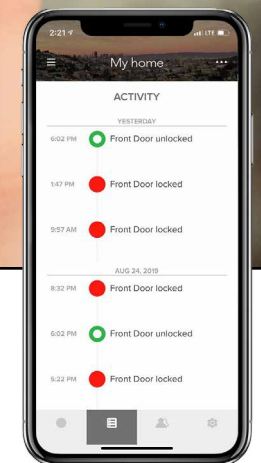 2:21
LTE
My home
ACTIVITY
YESTERDAY
6:02 PM Front Door unlocked
1:47 PM Front Door locked
9:57 AM Front Door locked
AUG 24, 2019
8:32 PM Front Door locked
6:02 PM Front Door unlocked
5:22 PM Front Door locked